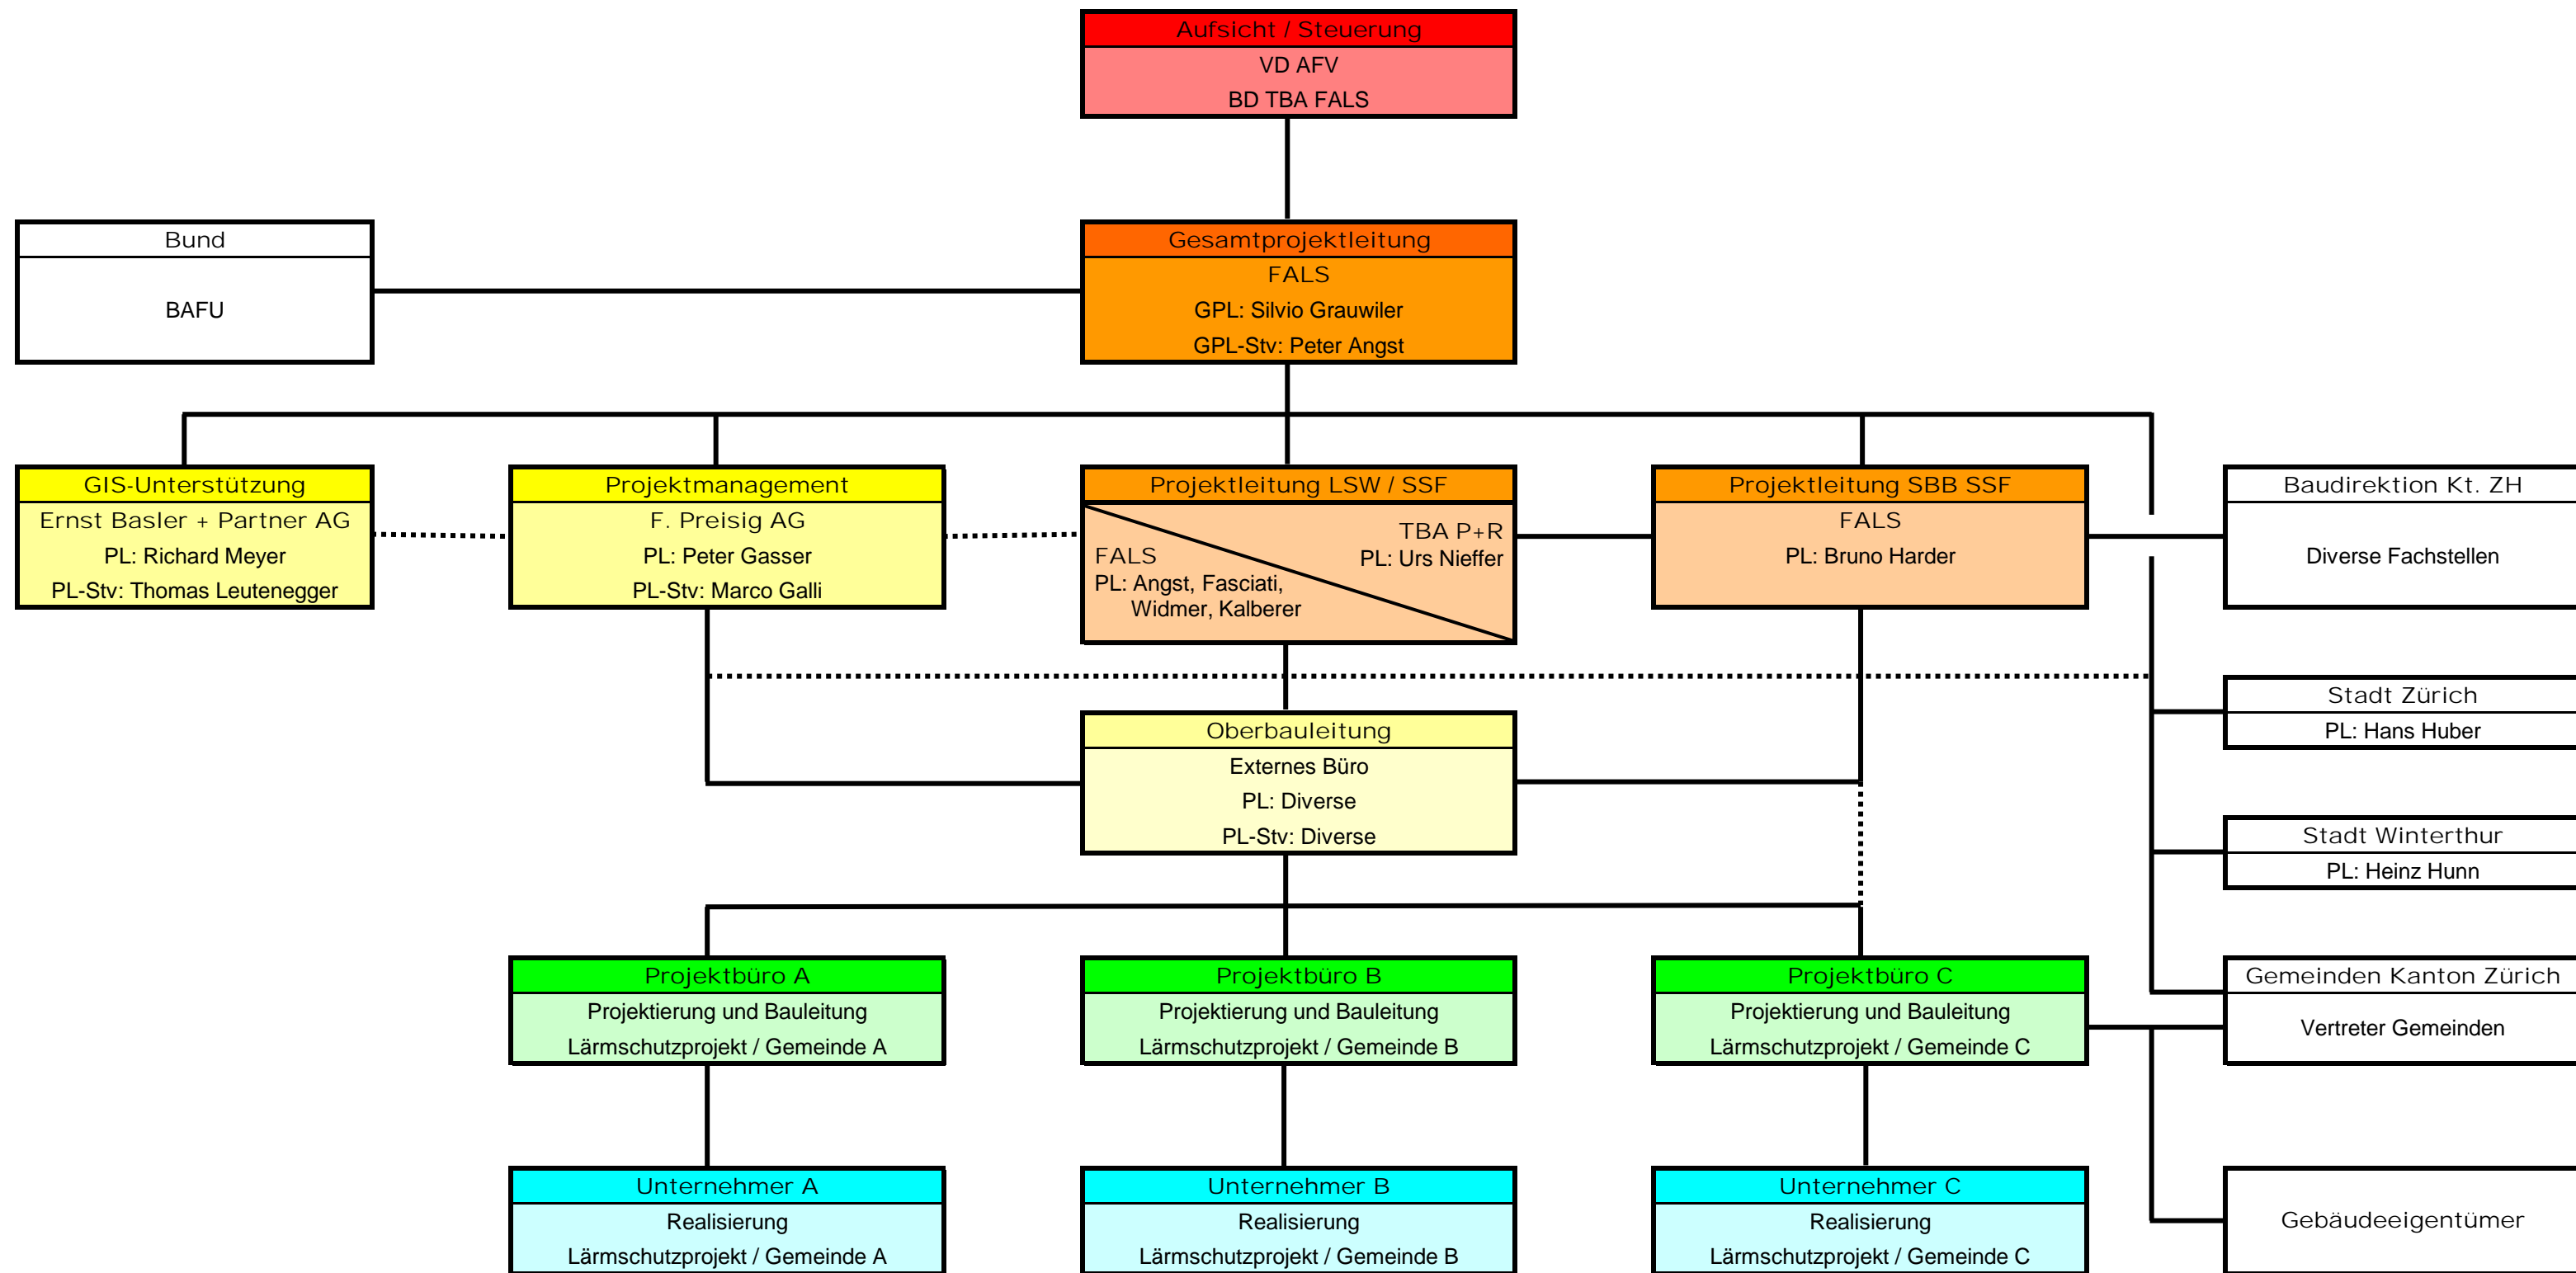 Aufsicht / Steuerung
VD AFV
BD TBA FALS
Bund
BAFU
Gesamtprojektleitung
FALS
GPL: Silvio Grauwiler
GPL-Stv: Peter Angst
GIS-Unterstützung
Ernst Basler + Partner AG
PL: Richard Meyer
PL-Stv: Thomas Leutenegger
Projektmanagement
F. Preisig AG
PL: Peter Gasser
PL-Stv: Marco Galli
Projektleitung LSW / SSF
TBA P+R
PL: Urs Nieffer
FALS
PL: Angst, Fasciati,
Widmer, Kalberer
Projektleitung SBB SSF
FALS
PL: Bruno Harder
Baudirektion Kt. ZH
Diverse Fachstellen
Stadt Zürich
PL: Hans Huber
Oberbauleitung
Externes Büro
PL: Diverse
PL-Stv: Diverse
Stadt Winterthur
PL: Heinz Hunn
Projektbüro A
Projektierung und Bauleitung
Lärmschutzprojekt / Gemeinde A
Projektbüro B
Projektierung und Bauleitung
Lärmschutzprojekt / Gemeinde B
Projektbüro C
Projektierung und Bauleitung
Lärmschutzprojekt / Gemeinde C
Gemeinden Kanton Zürich
Vertreter Gemeinden
Unternehmer A
Realisierung
Lärmschutzprojekt / Gemeinde A
Unternehmer B
Realisierung
Lärmschutzprojekt / Gemeinde B
Unternehmer C
Realisierung
Lärmschutzprojekt / Gemeinde C
Gebäudeeigentümer